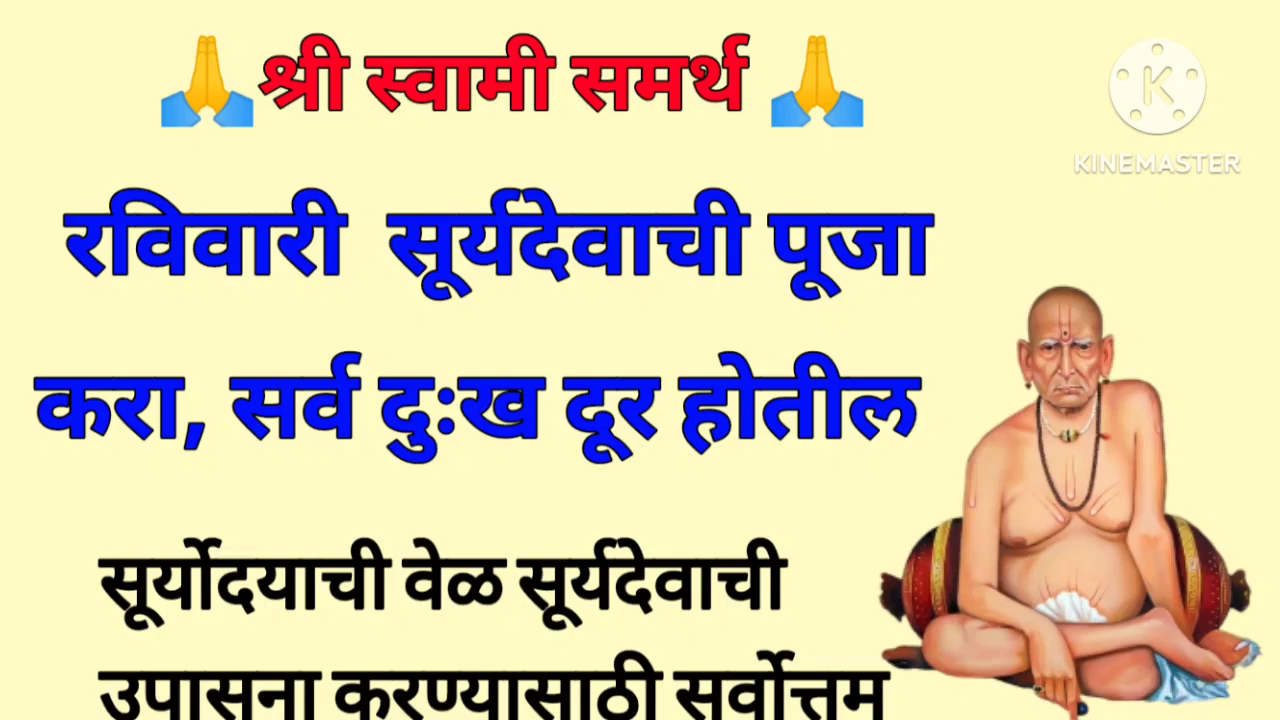 🙏श्री स्वामी समर्थ 🙏
KINEMASTER
रविवारी सूर्यदेवाची पूजा
करा, सर्व दुःख दूर होतील
सूर्योदयाची वेळ सूर्यदेवाची
उपासना करण्यासाठी सर्वोत्तम